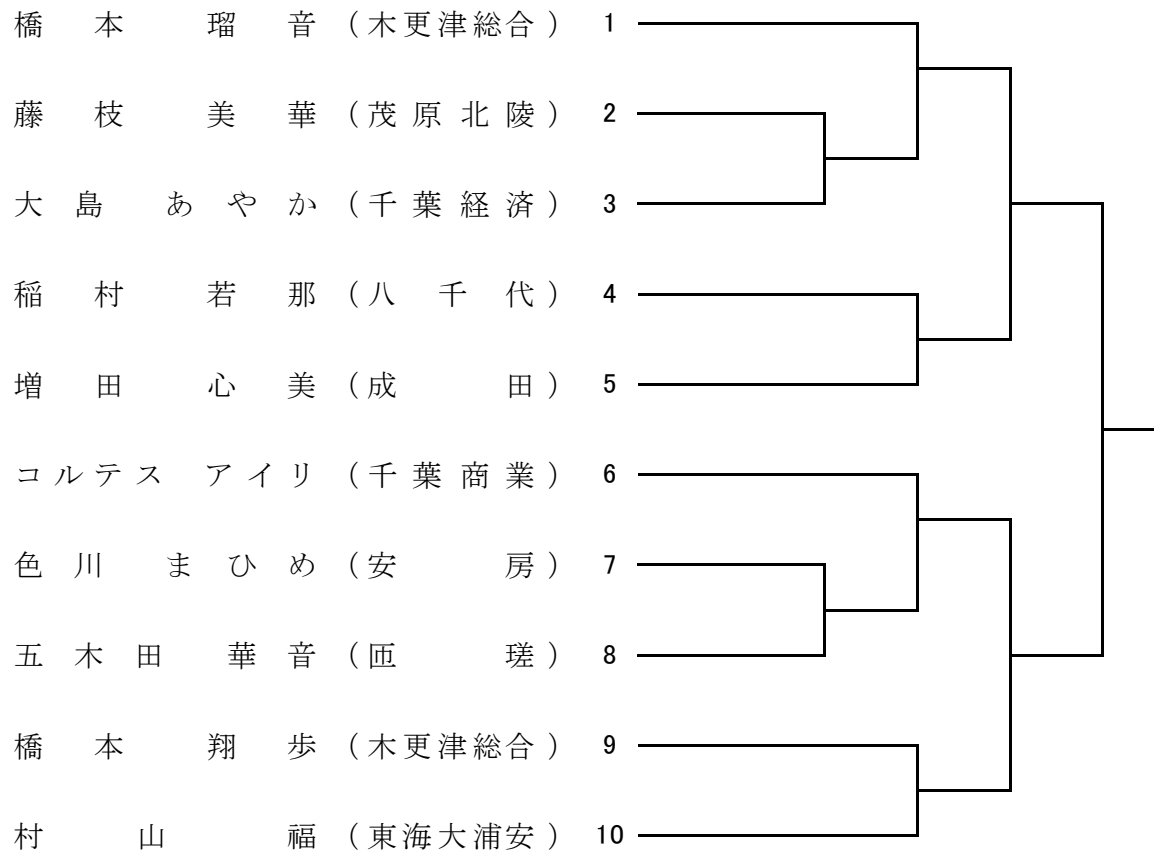 橋本 瑠音 (木更津総合) 1
藤枝 美華 (茂原北陵) 2
大島 あやか (千葉経済) 3
稲村 若那 (八千代) 4
増田 心美 (成田) 5
コルテス アイリ (千葉商業) 6
色川 まひめ (安房) 7
五木田 華音 (匝瑳) 8
橋本 翔歩 (木更津総合) 9
村山 福 (東海大浦安) 10